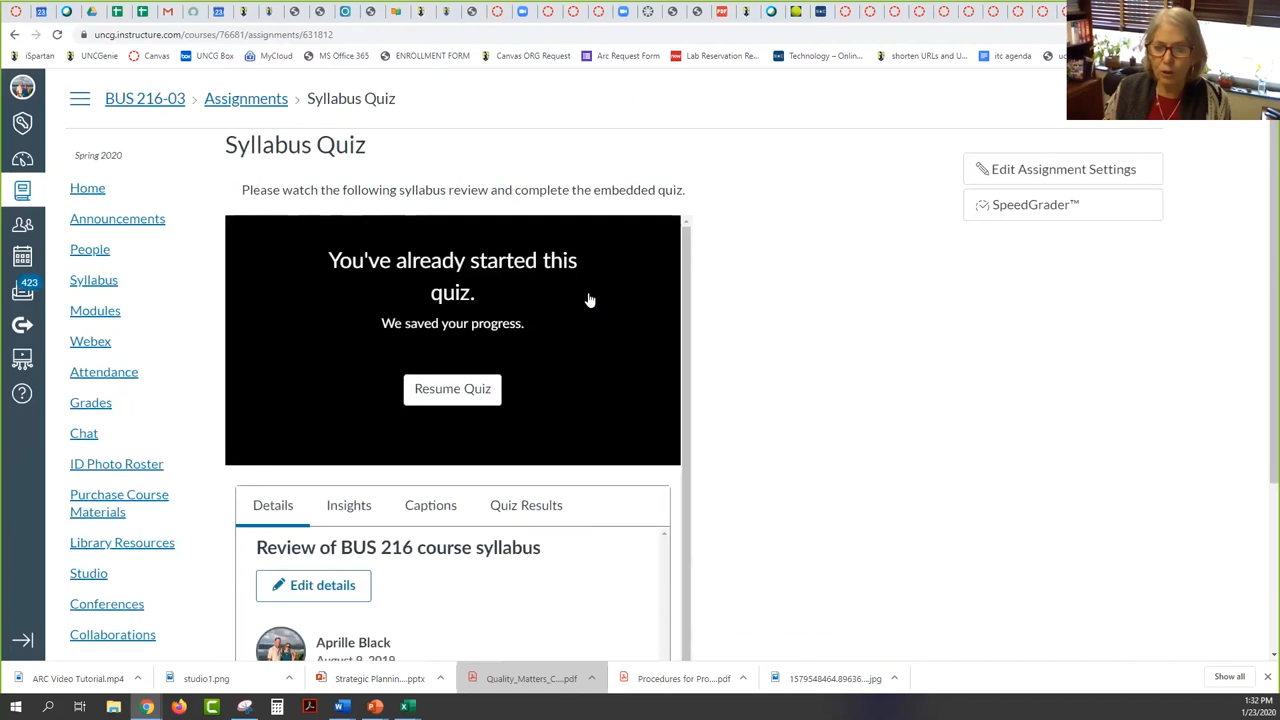 23
23
PDF
uncg.instructure.com/courses/76681/assignments/631812
iSpartan
UNCGenie
Canvas
UNCG Box
MyCloud
MS Office 365
ENROLLMENT FORM
Canvas ORG Request
Arc Request Form
Lab Reservation Re...
Technology – Onlin...
shorten URLs and U...
itc agenda
BUS 216-03 › Assignments › Syllabus Quiz
Spring 2020
Home
Announcements
People
Syllabus
Modules
Webex
Attendance
Grades
Chat
ID Photo Roster
Purchase Course
Materials
Library Resources
Studio
Conferences
Collaborations
423
Syllabus Quiz
Please watch the following syllabus review and complete the embedded quiz.
You've already started this
quiz.
We saved your progress.
Resume Quiz
Details
Insights
Captions
Quiz Results
Review of BUS 216 course syllabus
Edit details
Aprille Black
August 9, 2019
Edit Assignment Settings
SpeedGrader™
ARC Video Tutorial.mp4
studio1.png
Strategic Plannin....pptx
Quality_Matters_C....pdf
Procedures for Pro....pdf
1579548464.89636....jpg
Show all
1:32 PM
1/23/2020